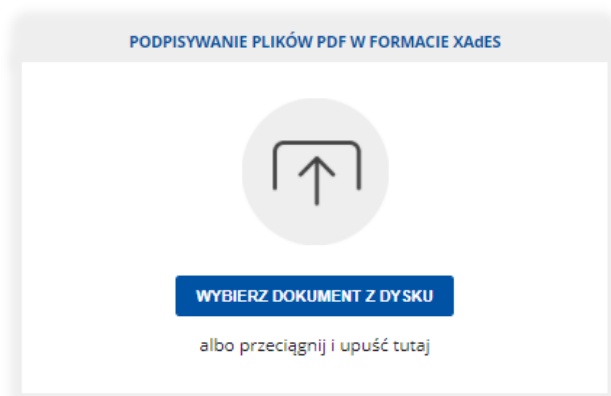 PODPISYWANIE PLIKÓW PDF W FORMACIE XAdES
WYBIERZ DOKUMENT Z DYSKU
albo przeciągnij i upuść tutaj